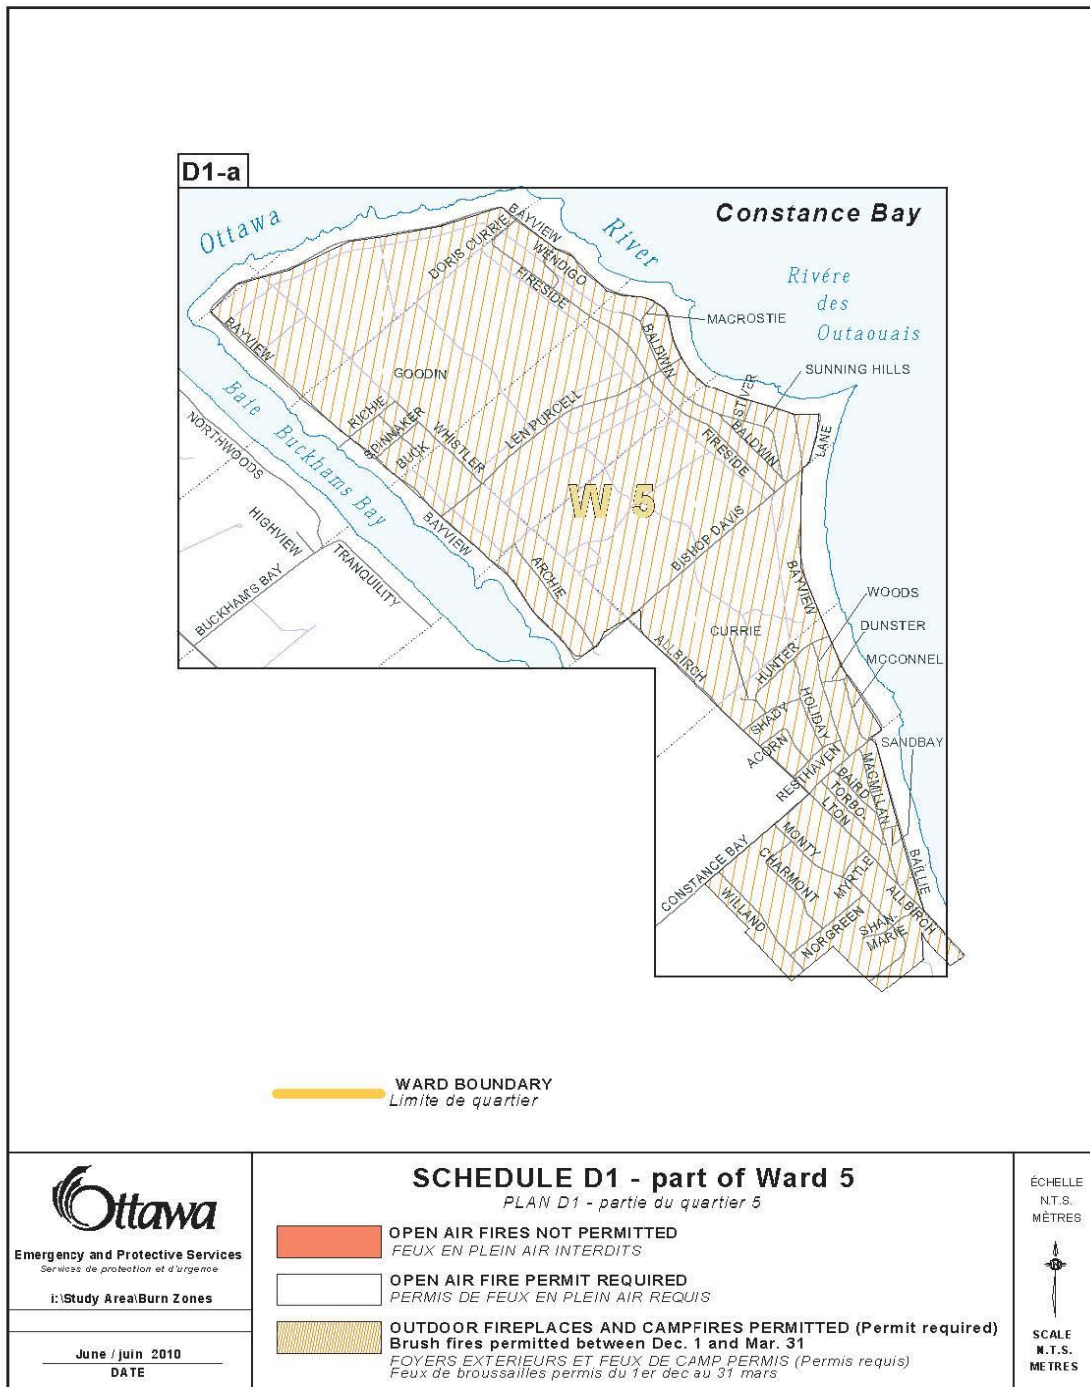 D1-a
Constance Bay
Ottawa
River
Rivére
des
Outaouais
BAYVIEW
DORIS CURRIE
WENDIGO
FIRESIDE
MACROSTIE
BALDWIN
SUNNING HILLS
BAYVIEW
GOODIN
STIVER
RICHIE
SPINNAKER
BUCK
WHISTLER
LEN PURCELL
FIRESIDE
BALDWIN
LANE
Baie Buckhams Bay
NORTHWOODS
W 5
HIGHVIEW
BAYVIEW
BISHOP DAVIS
TRANQUILITY
ARCHIE
BUCKHAM'S BAY
BAYVIEW
WOODS
DUNSTER
CURRIE
MCCONNEL
ALLBIRCH
HUNTER
HOLIDAY
SHADY
ACORN
SANDBAY
RESTHAVEN
MACMILLAN
BAIRD
TORBO-
LTON
MONTY
CONSTANCE BAY
CHARMONT
MYRTLE
BAILLIE
ALLBIRCH
WILLAND
NORGREEN
SHAN-
MARIE
WARD BOUNDARY
Limite de quartier
Ottawa
Emergency and Protective Services
Services de protection et d'urgence
i:\Study Area\Burn Zones
June / juin 2010
DATE
SCHEDULE D1 - part of Ward 5
PLAN D1 - partie du quartier 5
OPEN AIR FIRES NOT PERMITTED
FEUX EN PLEIN AIR INTERDITS
OPEN AIR FIRE PERMIT REQUIRED
PERMIS DE FEUX EN PLEIN AIR REQUIS
OUTDOOR FIREPLACES AND CAMPFIRES PERMITTED (Permit required)
Brush fires permitted between Dec. 1 and Mar. 31
FOYERS EXTERIEURS ET FEUX DE CAMP PERMIS (Permis requis)
Feux de broussailles permis du 1er dec au 31 mars
ÉCHELLE
N.T.S.
MÈTRES
N
SCALE
N.T.S.
METRES